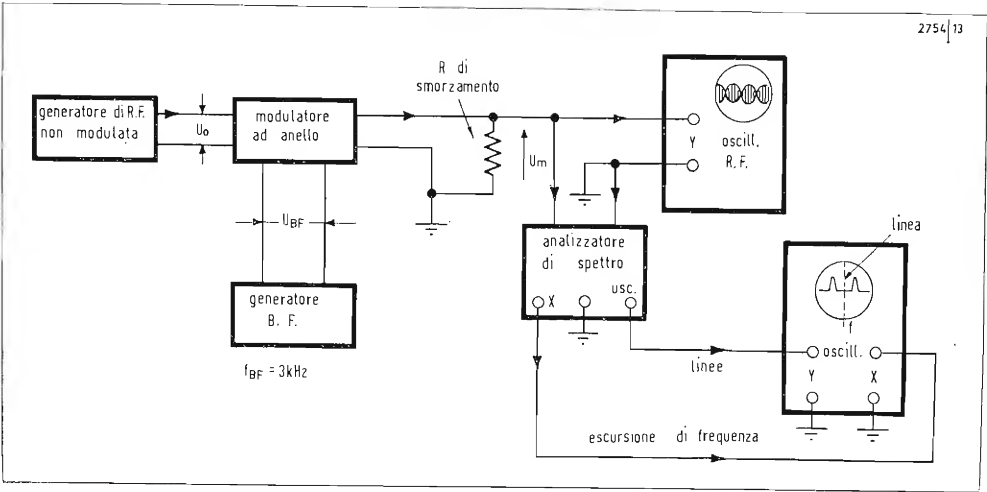 2754|13
R di
smorzamento
generatore di R.F.
non modulata
U₀
modulatore
ad anello
Um
Y
oscill.
R.F.
UBF
generatore
B. F.
fBF = 3kHz
analizzatore
di spettro
X
usc.
linea
f
linee
oscill.
Y
X
escursione di frequenza